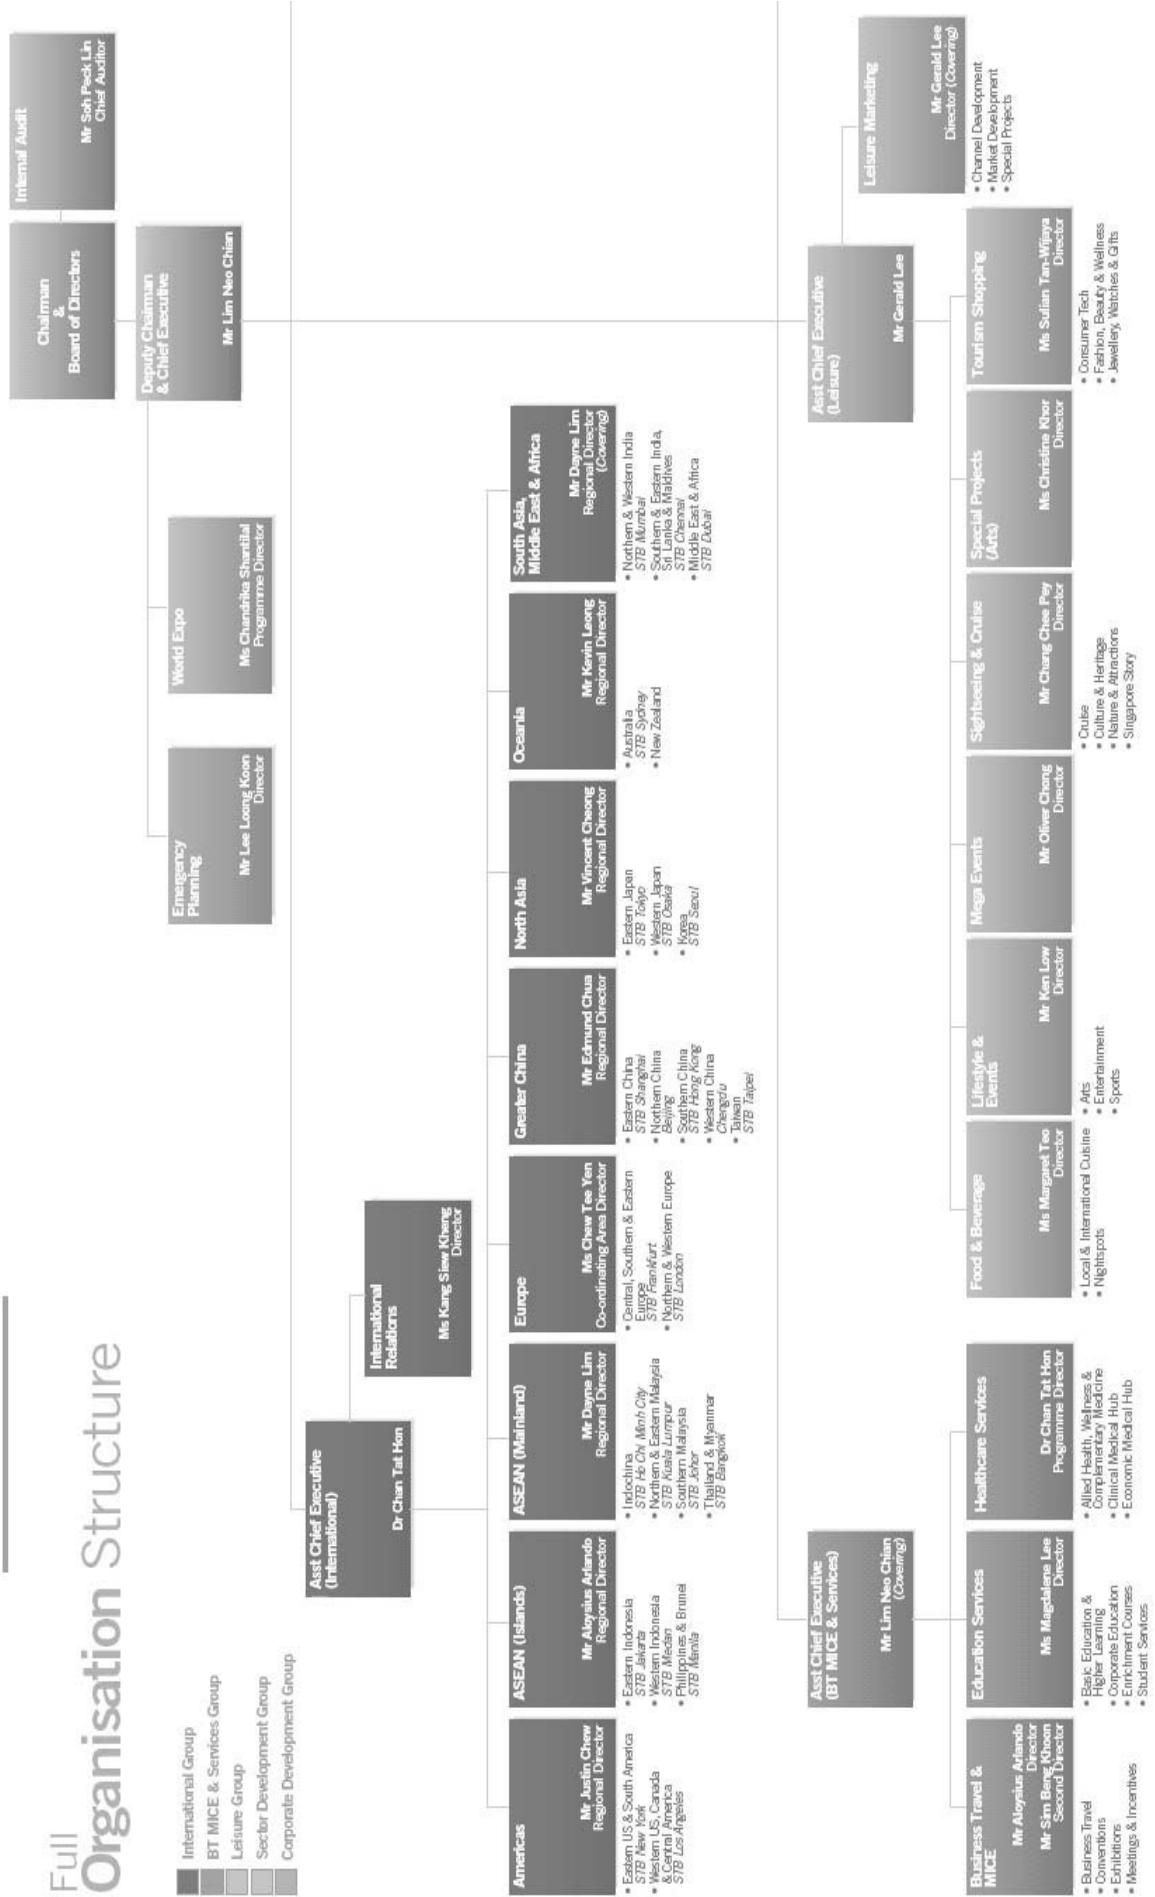 Full
Organisation Structure
International Group
BT MICE & Services Group
Leisure Group
Sector Development Group
Corporate Development Group
Chairman
&
Board of Directors
Internal Audit
Mr Soh Peck Lin
Chief Auditor
Deputy Chairman
& Chief Executive
Mr Lim Neo Chian
Emergency
Planning
Mr Lee Loong Koon
Director
World Expo
Ms Chandrika Shantilal
Programme Director
Asst Chief Executive
(International)
Dr Chan Tat Hon
International
Relations
Ms Kang Siew Kheng
Director
Americas
Mr Justin Chew
Regional Director
• Eastern US & South America
STB New York
• Western US, Canada
& Central America
STB Los Angeles
ASEAN (Islands)
Mr Aloysius Arlando
Regional Director
• Eastern Indonesia
STB Jakarta
• Western Indonesia
STB Medan
• Philippines & Brunei
STB Manila
ASEAN (Mainland)
Mr Dayne Lim
Regional Director
• Indochina
STB Ho Chi Minh City
• Northern & Eastern Malaysia
STB Kuala Lumpur
• Southern Malaysia
STB Johor
• Thailand & Myanmar
STB Bangkok
Europe
Ms Chew Tee Yen
Co-ordinating Area Director
• Central, Southern & Eastern
Europe
STB Frankfurt
• Northern & Western Europe
STB London
Greater China
Mr Edmund Chua
Regional Director
• Eastern China
STB Shanghai
• Northern China
Beijing
• Southern China
STB Hong Kong
• Western China
Chengdu
• Taiwan
STB Taipei
North Asia
Mr Vincent Cheong
Regional Director
• Eastern Japan
STB Tokyo
• Western Japan
STB Osaka
• Korea
STB Seoul
Oceania
Mr Kevin Leong
Regional Director
• Australia
STB Sydney
• New Zealand
South Asia,
Middle East & Africa
Mr Dayne Lim
Regional Director
(Covering)
• Northern & Western India
STB Mumbai
• Southern & Eastern India,
Sri Lanka & Maldives
STB Chennai
• Middle East & Africa
STB Dubai
Asst Chief Executive
(BT MICE & Services)
Mr Lim Neo Chian
(Covering)
Business Travel &
MICE
Mr Aloysius Arlando
Director
Mr Sim Beng Khoon
Second Director
• Business Travel
• Conventions
• Exhibitions
• Meetings & Incentives
Education Services
Ms Magdalene Lee
Director
• Basic Education &
Higher Learning
• Corporate Education
• Enrichment Courses
• Student Services
Healthcare Services
Dr Chan Tat Hon
Programme Director
• Allied Health, Wellness &
Complementary Medicine
• Clinical Medical Hub
• Economic Medical Hub
Asst Chief Executive
(Leisure)
Mr Gerald Lee
Leisure Marketing
Mr Gerald Lee
Director (Covering)
• Channel Development
• Market Development
• Special Projects
Food & Beverage
Ms Margaret Teo
Director
• Local & International Cuisine
• Nightspots
Lifestyle &
Events
Mr Ken Low
Director
• Arts
• Entertainment
• Sports
Mega Events
Mr Oliver Chong
Director
Sightseeing & Cruise
Mr Chang Chee Pey
Director
• Cruise
• Culture & Heritage
• Nature & Attractions
• Singapore Story
Special Projects
(Arts)
Ms Christine Khor
Director
Tourism Shopping
Ms Sulian Tan-Wijaya
Director
• Consumer Tech
• Fashion, Beauty & Wellness
• Jewellery, Watches & Gifts